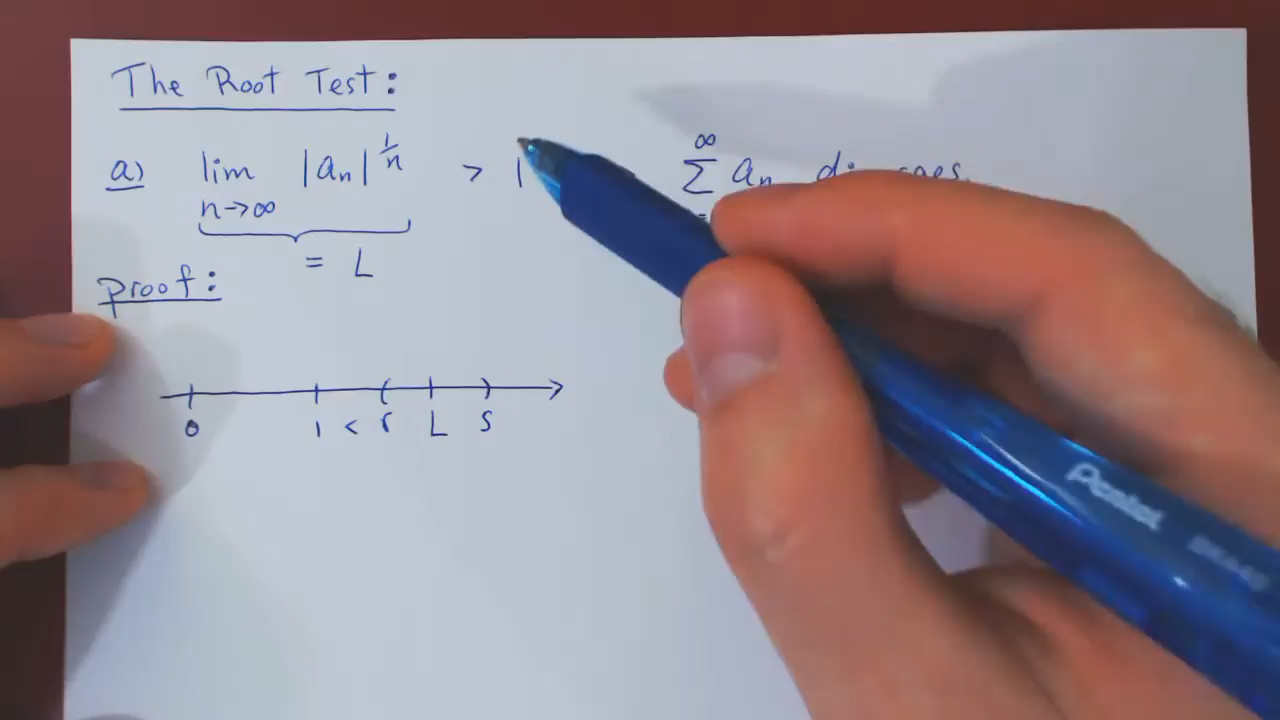 The Root Test:
a) lim n→∞ |aₙ|^(1/n) > 1 ∞ Σ aₙ
= L
proof:
0 1 < r L s
Pentel